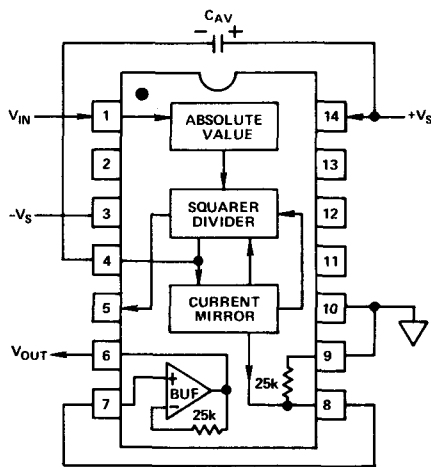 C_AV
− +
V_IN
1
ABSOLUTE
VALUE
14
+V_S
2
13
−V_S
3
SQUARER
DIVIDER
12
4
11
5
CURRENT
MIRROR
10
V_OUT
6
9
25k
7
+
−
BUF
25k
8